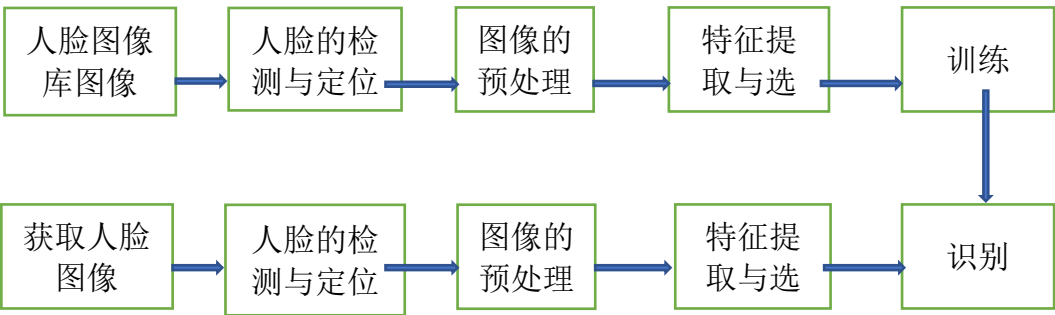 人脸图像
库图像
人脸的检
测与定位
图像的
预处理
特征提
取与选
训练
获取人脸
图像
人脸的检
测与定位
图像的
预处理
特征提
取与选
识别